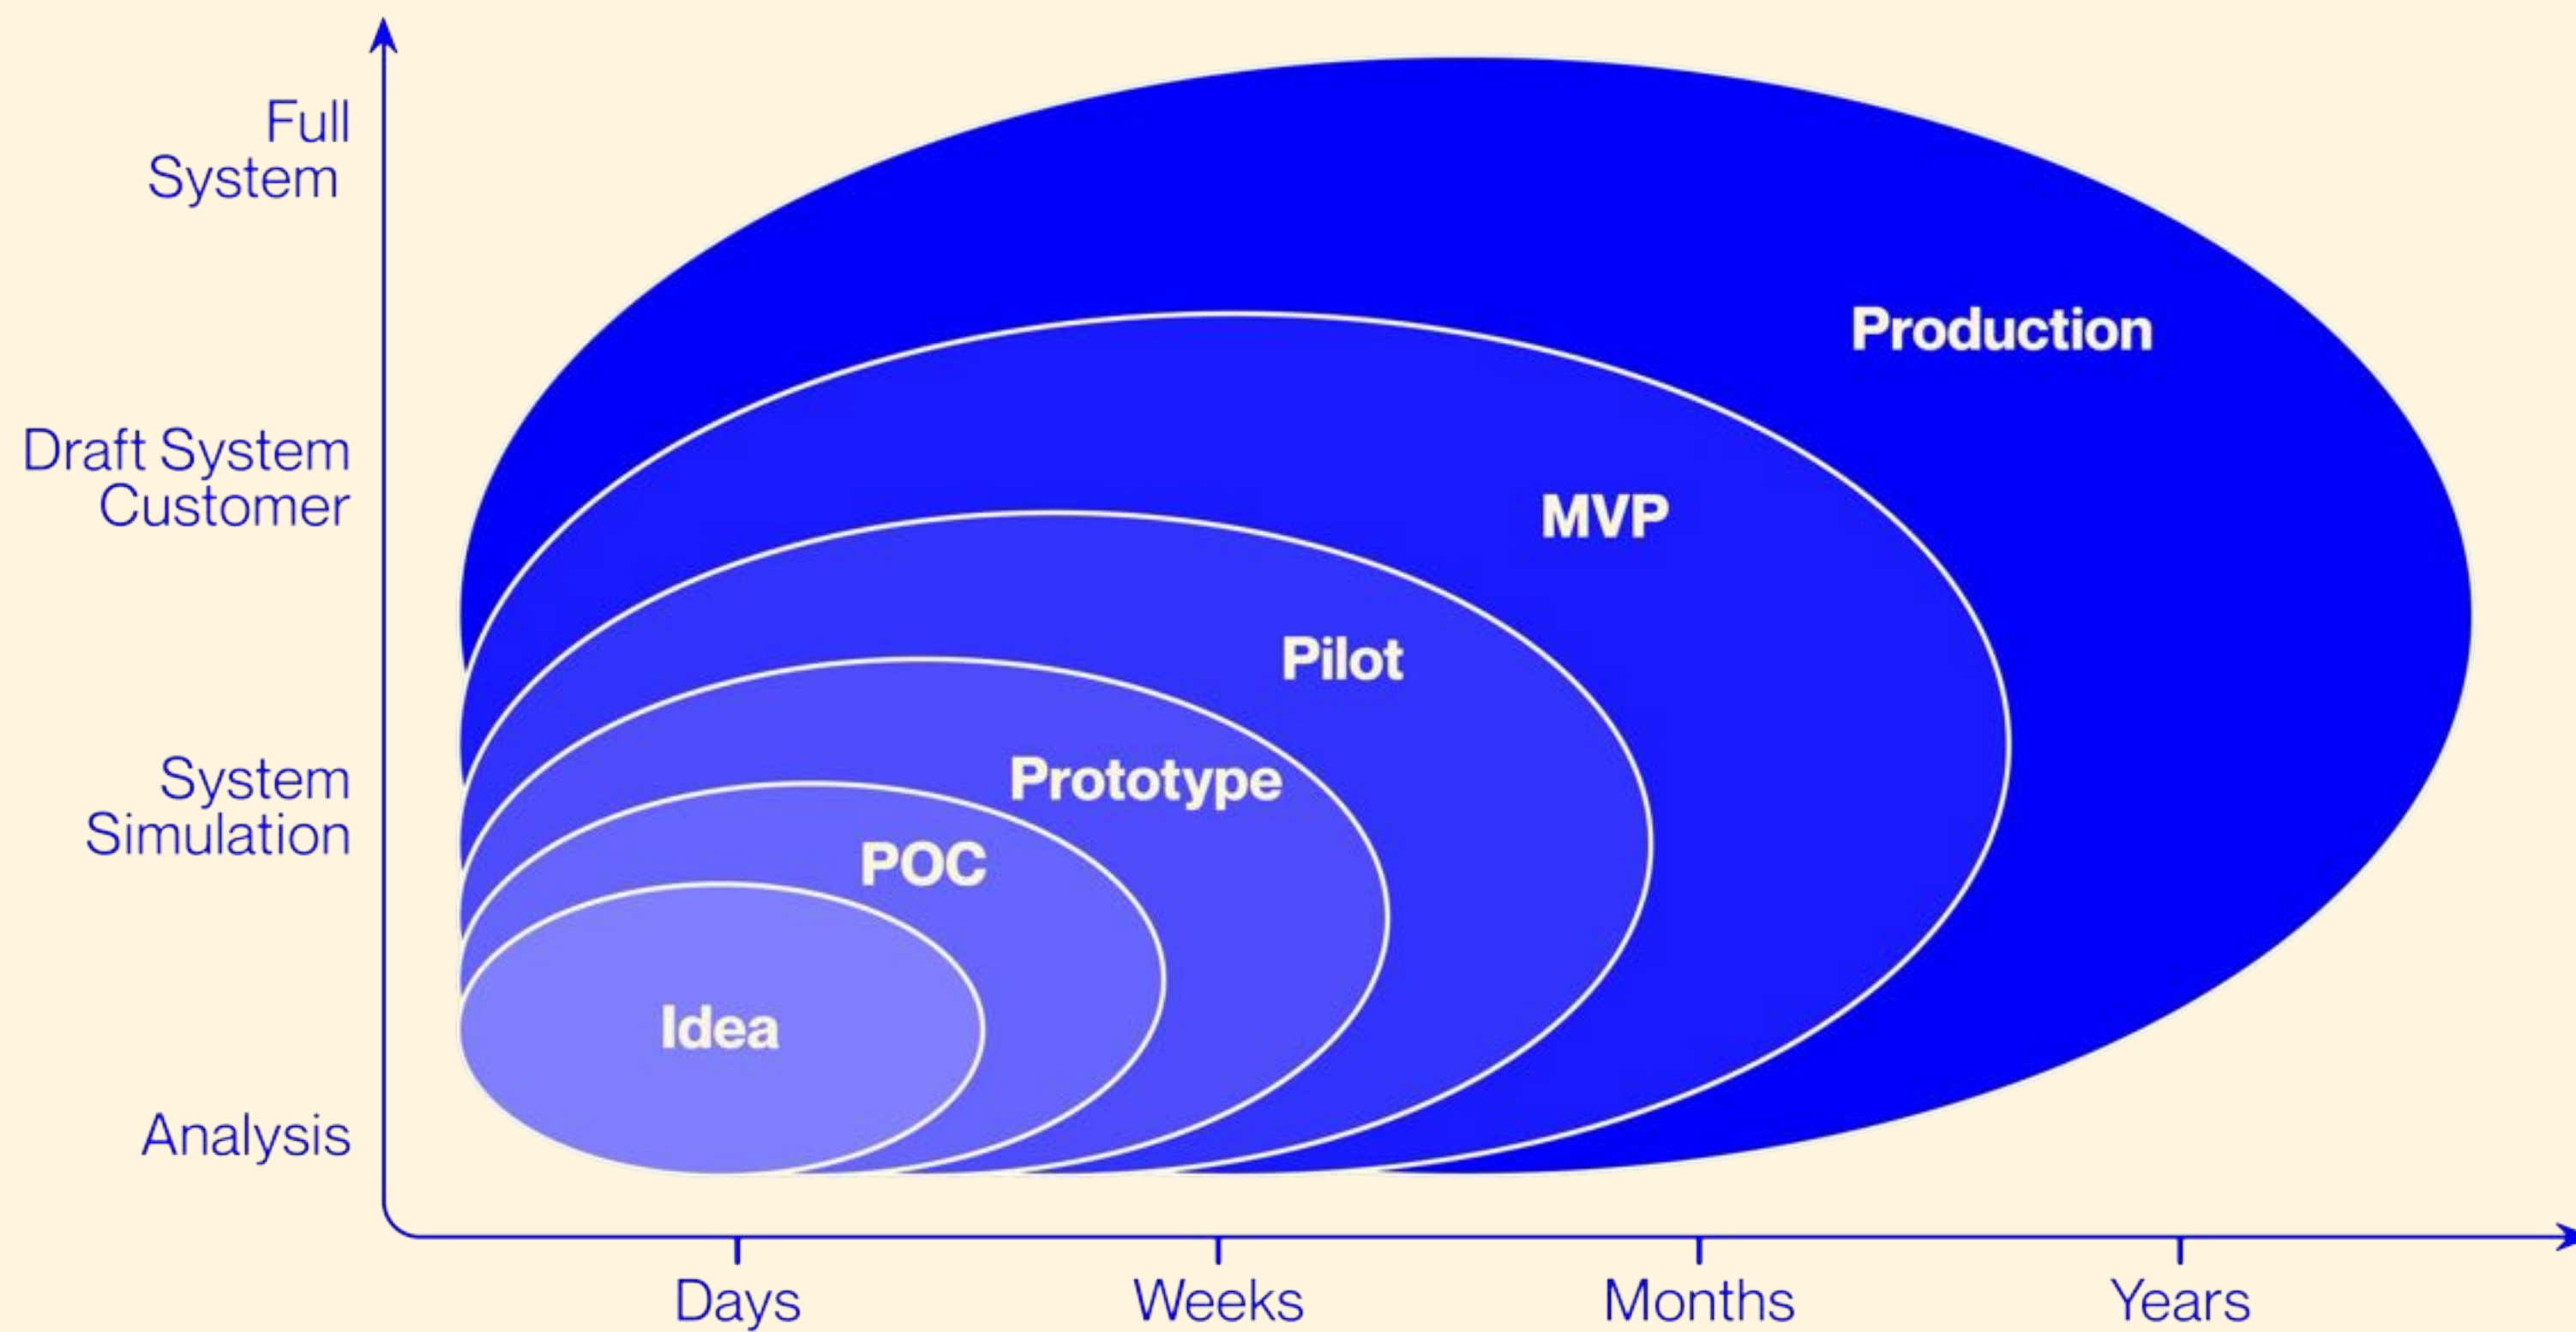 Full
System
Draft System
Customer
System
Simulation
Analysis
Production
MVP
Pilot
Prototype
POC
Idea
Days
Weeks
Months
Years